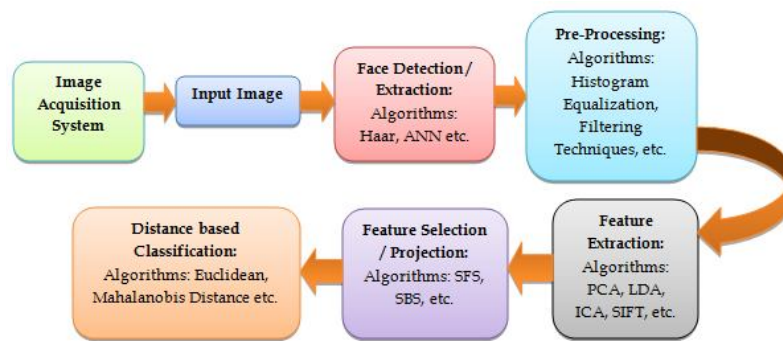 Image
Acquisition
System
Input Image
Face Detection/
Extraction:
Algorithms:
Haar, ANN etc.
Pre-Processing:
Algorithms:
Histogram
Equalization,
Filtering
Techniques, etc.
Feature
Extraction:
Algorithms:
PCA, LDA,
ICA, SIFT, etc.
Feature Selection
/ Projection:
Algorithms: SFS,
SBS, etc.
Distance based
Classification:
Algorithms: Euclidean,
Mahalanobis Distance etc.